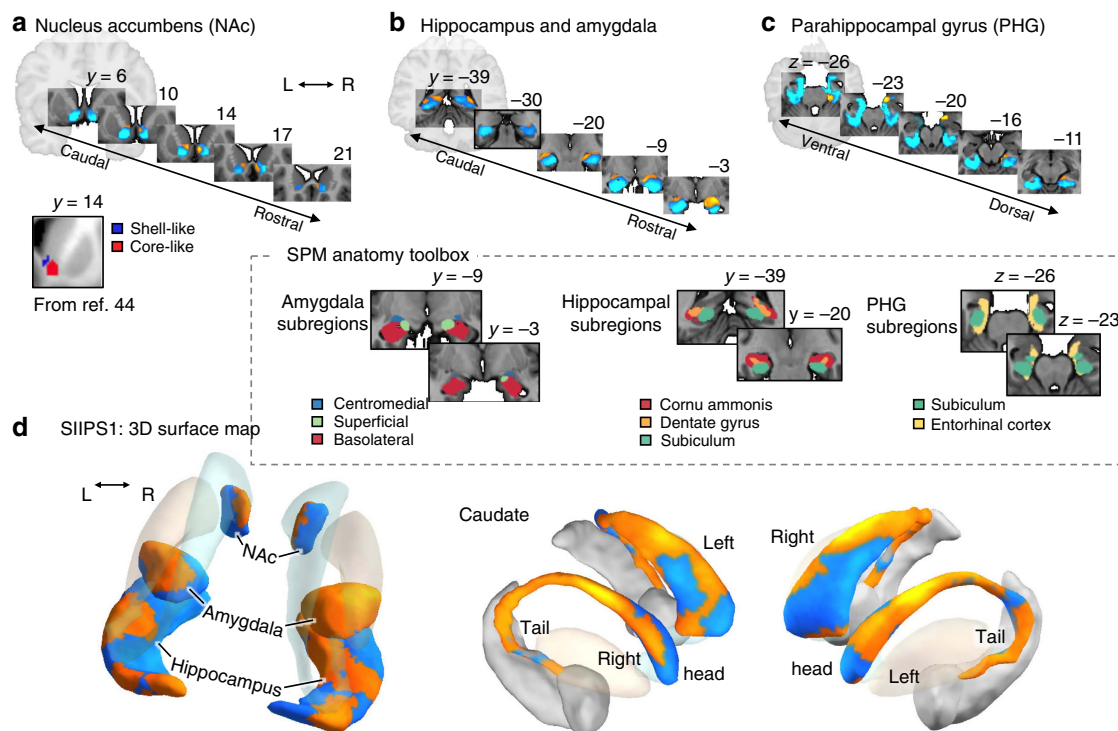 a Nucleus accumbens (NAc)
y = 6
10
14
17
21
L R
Caudal
Rostral
y = 14
Shell-like
Core-like
From ref. 44
b Hippocampus and amygdala
y = −39
−30
−20
−9
−3
Caudal
Rostral
c Parahippocampal gyrus (PHG)
z = −26
−23
−20
−16
−11
Ventral
Dorsal
SPM anatomy toolbox
Amygdala
subregions
y = −9
y = −3
Centromedial
Superficial
Basolateral
Hippocampal
subregions
y = −39
y = −20
Cornu ammonis
Dentate gyrus
Subiculum
PHG
subregions
z = −26
z = −23
Subiculum
Entorhinal cortex
d SIIPS1: 3D surface map
L R
NAc
Amygdala
Hippocampus
Caudate
Left
Tail
Right
head
Right
Tail
head
Left